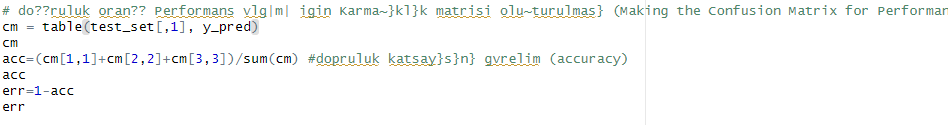 # do??ruluk oran?? Performans vlg|m| igin Karma~}kl}k matrisi olu~turulmas} (Making the Confusion Matrix for Performan
cm = table(test_set[,1], y_pred)
cm
acc=(cm[1,1]+cm[2,2]+cm[3,3])/sum(cm) #dopruluk katsay}s}n} gvrelim (accuracy)
acc
err=1-acc
err